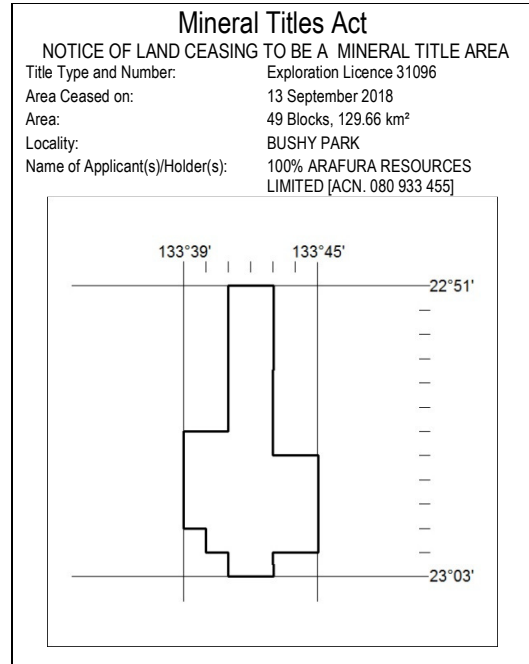 Mineral Titles Act
NOTICE OF LAND CEASING TO BE A MINERAL TITLE AREA
Title Type and Number: Exploration Licence 31096
Area Ceased on: 13 September 2018
Area: 49 Blocks, 129.66 km²
Locality: BUSHY PARK
Name of Applicant(s)/Holder(s): 100% ARAFURA RESOURCES
LIMITED [ACN. 080 933 455]
133°39' 133°45'
22°51'
23°03'